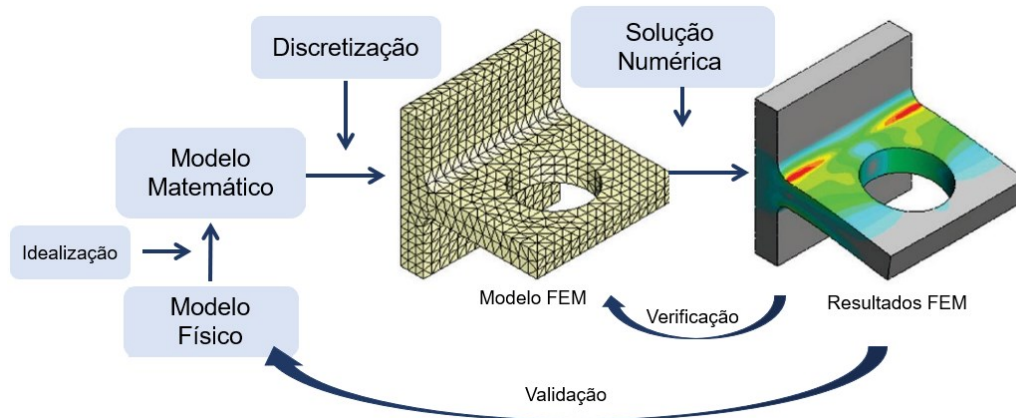 Discretização
Solução
Numérica
Modelo
Matemático
Idealização
Modelo
Físico
Modelo FEM
Verificação
Resultados FEM
Validação